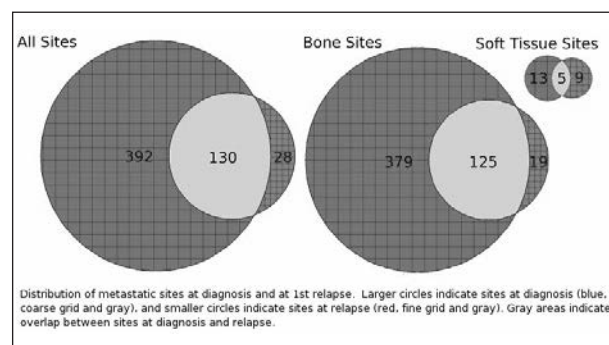 All Sites
Bone Sites
Soft Tissue Sites
13 5 9
392 130 28
379 125 19
Distribution of metastatic sites at diagnosis and at 1st relapse. Larger circles indicate sites at diagnosis (blue,
coarse grid and gray), and smaller circles indicate sites at relapse (red, fine grid and gray). Gray areas indicate
overlap between sites at diagnosis and relapse.